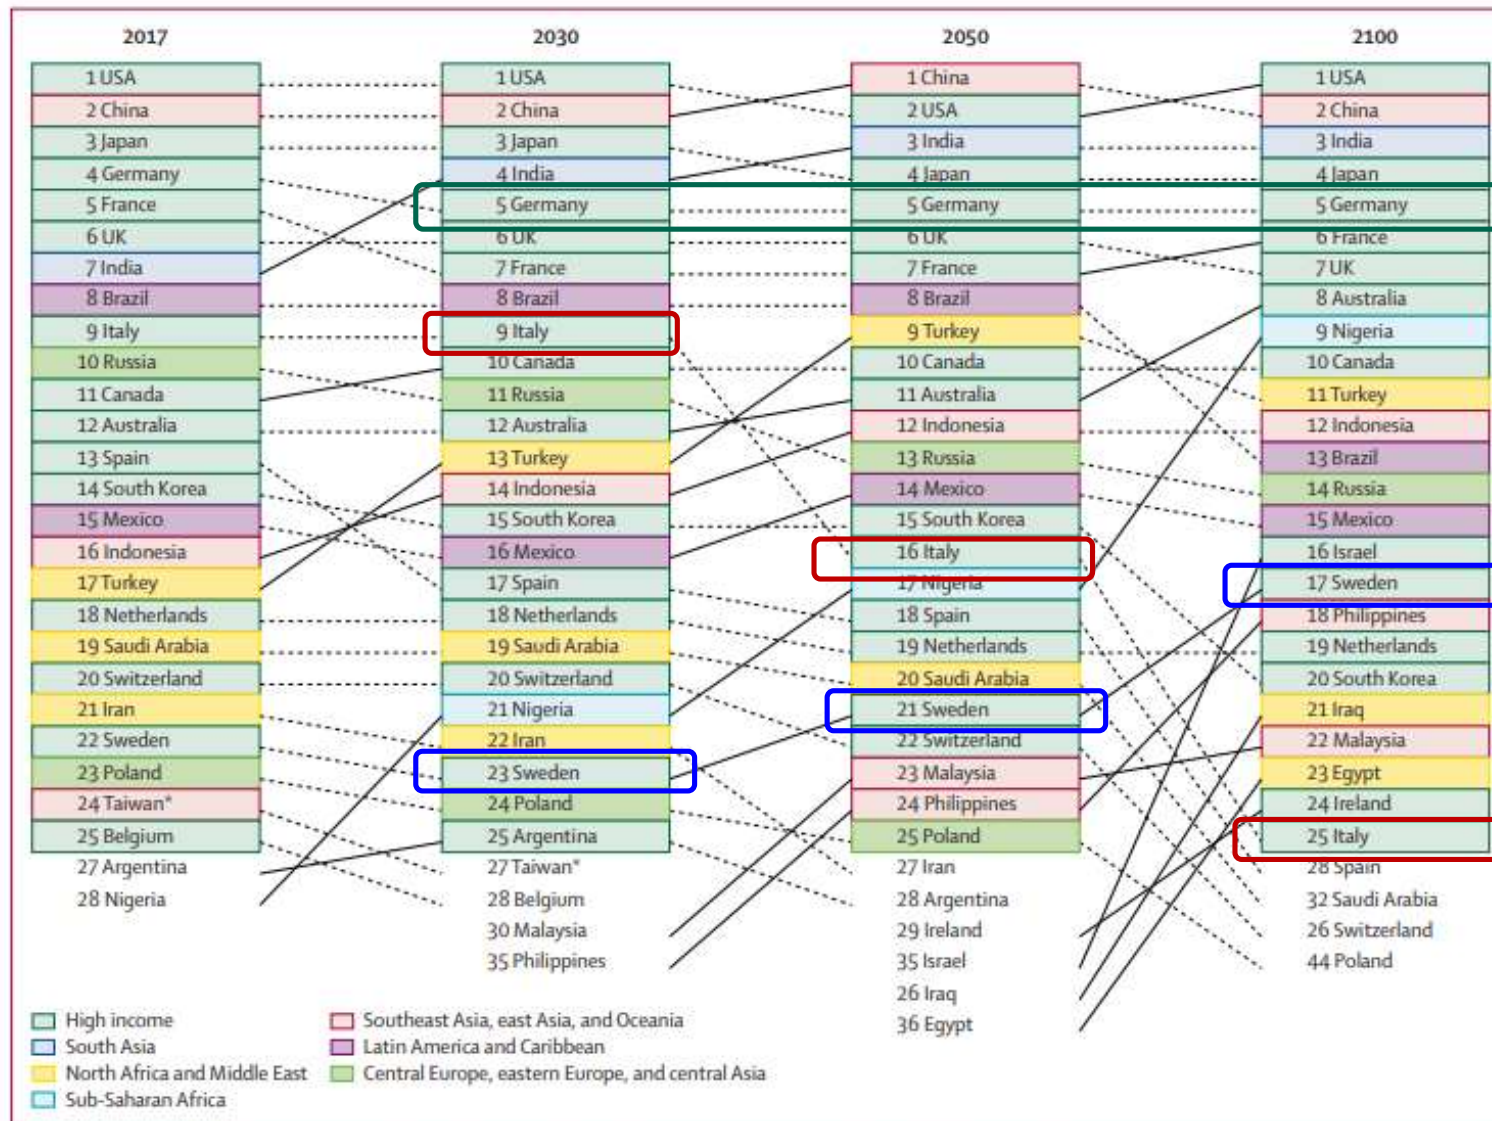 2017
1 USA
2 China
3 Japan
4 Germany
5 France
6 UK
7 India
8 Brazil
9 Italy
10 Russia
11 Canada
12 Australia
13 Spain
14 South Korea
15 Mexico
16 Indonesia
17 Turkey
18 Netherlands
19 Saudi Arabia
20 Switzerland
21 Iran
22 Sweden
23 Poland
24 Taiwan*
25 Belgium
27 Argentina
28 Nigeria
2030
1 USA
2 China
3 Japan
4 India
5 Germany
6 UK
7 France
8 Brazil
9 Italy
10 Canada
11 Russia
12 Australia
13 Turkey
14 Indonesia
15 South Korea
16 Mexico
17 Spain
18 Netherlands
19 Saudi Arabia
20 Switzerland
21 Nigeria
22 Iran
23 Sweden
24 Poland
25 Argentina
27 Taiwan*
28 Belgium
30 Malaysia
35 Philippines
2050
1 China
2 USA
3 India
4 Japan
5 Germany
6 UK
7 France
8 Brazil
9 Turkey
10 Canada
11 Australia
12 Indonesia
13 Russia
14 Mexico
15 South Korea
16 Italy
17 Nigeria
18 Spain
19 Netherlands
20 Saudi Arabia
21 Sweden
22 Switzerland
23 Malaysia
24 Philippines
25 Poland
27 Iran
28 Argentina
29 Ireland
35 Israel
26 Iraq
36 Egypt
2100
1 USA
2 China
3 India
4 Japan
5 Germany
6 France
7 UK
8 Australia
9 Nigeria
10 Canada
11 Turkey
12 Indonesia
13 Brazil
14 Russia
15 Mexico
16 Israel
17 Sweden
18 Philippines
19 Netherlands
20 South Korea
21 Iraq
22 Malaysia
23 Egypt
24 Ireland
25 Italy
28 Spain
32 Saudi Arabia
26 Switzerland
44 Poland
High income
South Asia
North Africa and Middle East
Sub-Saharan Africa
Southeast Asia, east Asia, and Oceania
Latin America and Caribbean
Central Europe, eastern Europe, and central Asia